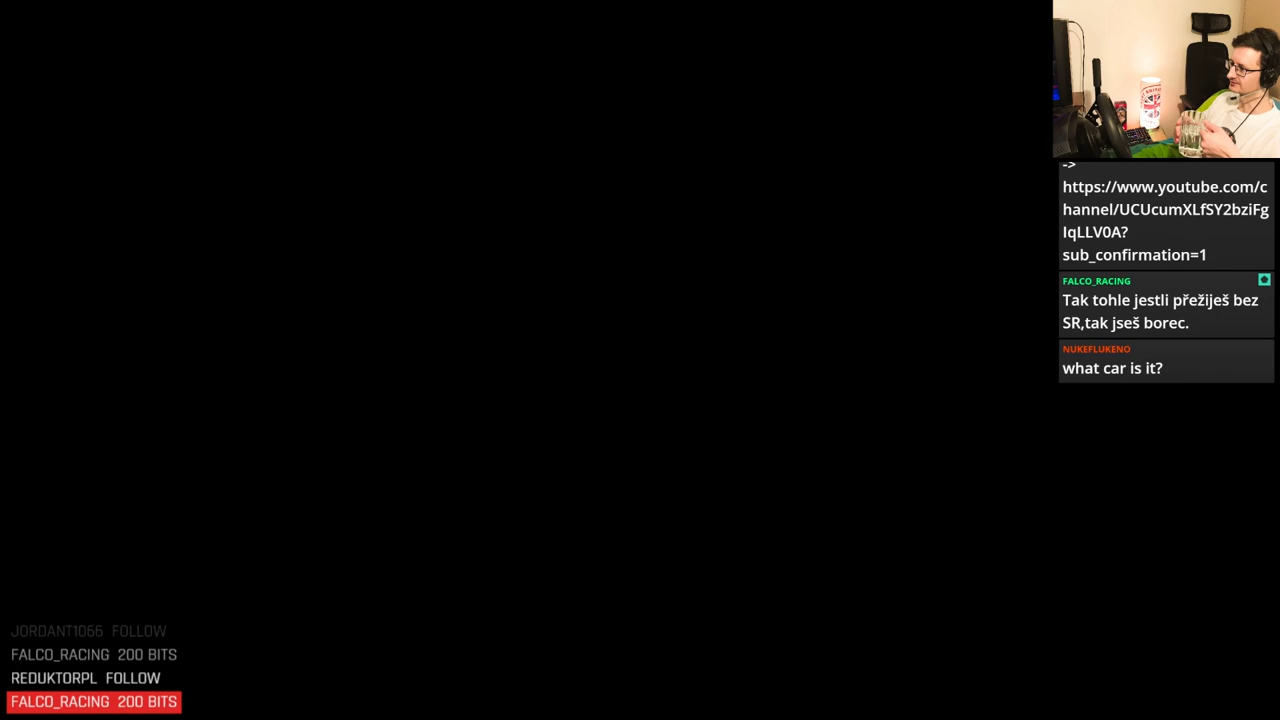 ->
https://www.youtube.com/c
hannel/UCUcumXLfSY2bziFg
IqLLV0A?
sub_confirmation=1
FALCO_RACING
Tak tohle jestli přežiješ bez
SR,tak jseš borec.
NUKEFLUKENO
what car is it?
JORDANT1066 FOLLOW
FALCO_RACING 200 BITS
REDUKTORPL FOLLOW
FALCO_RACING 200 BITS